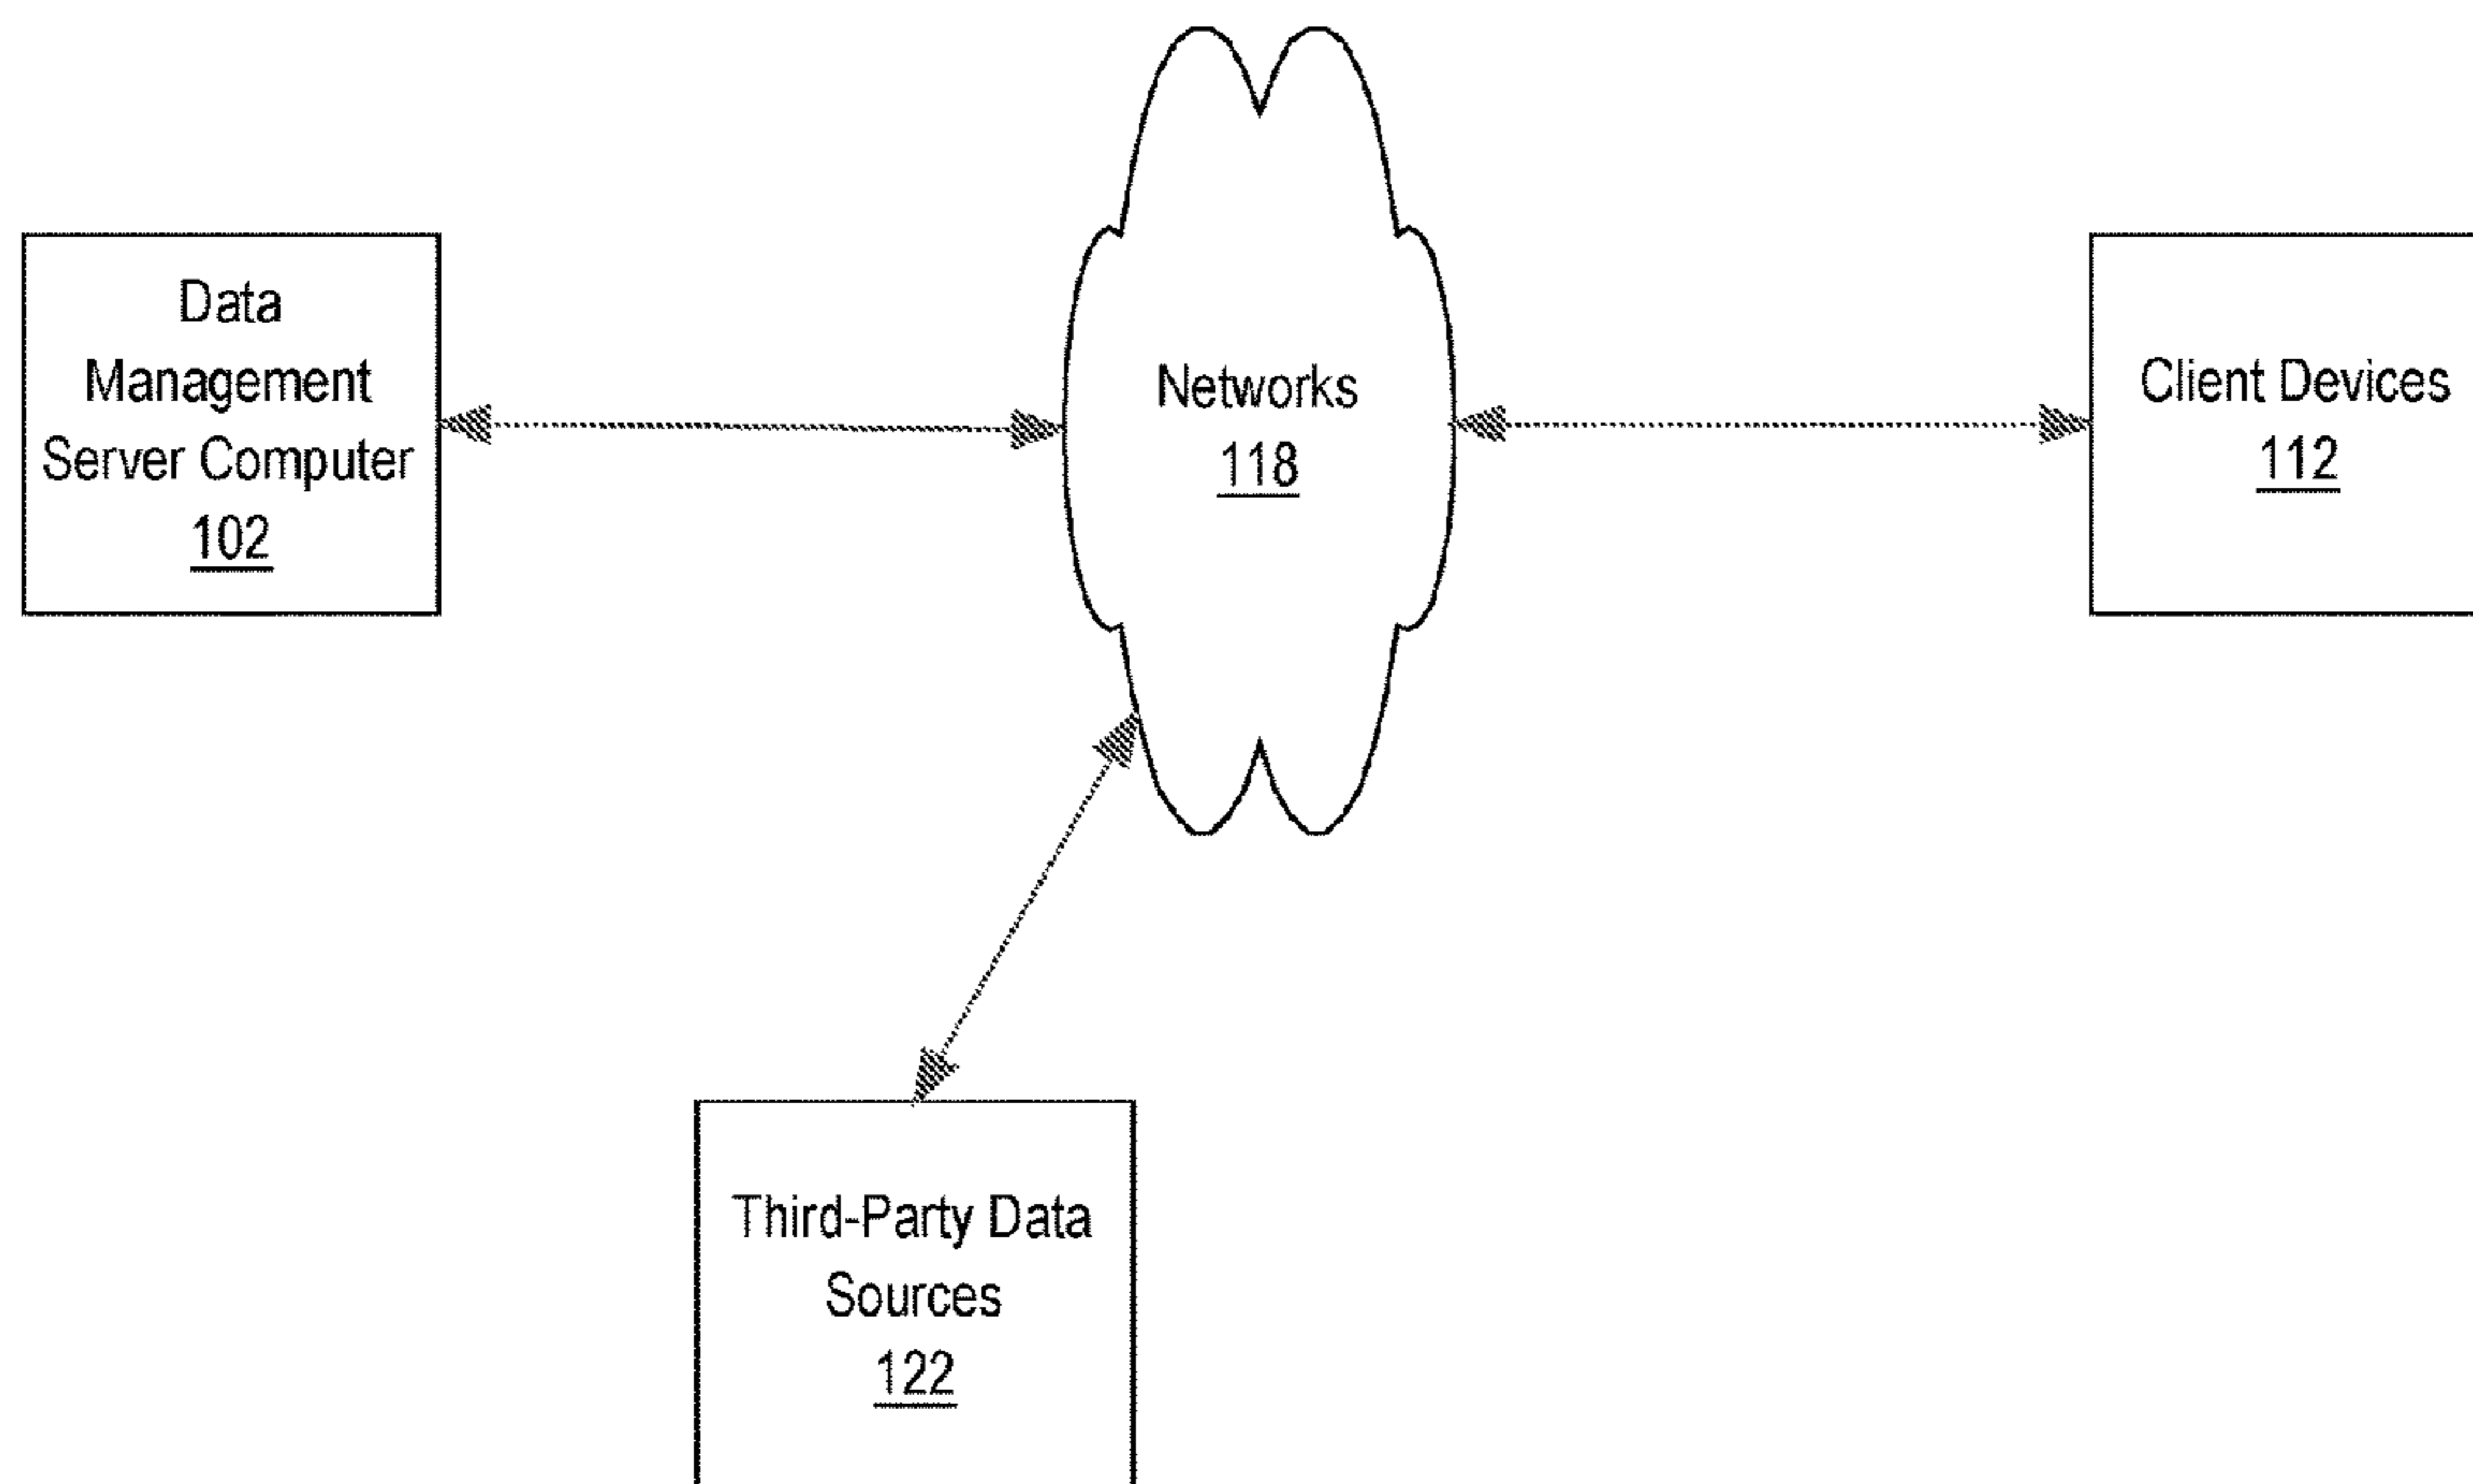 Data
Management
Server Computer
102
Networks
118
Client Devices
112
Third-Party Data
Sources
122